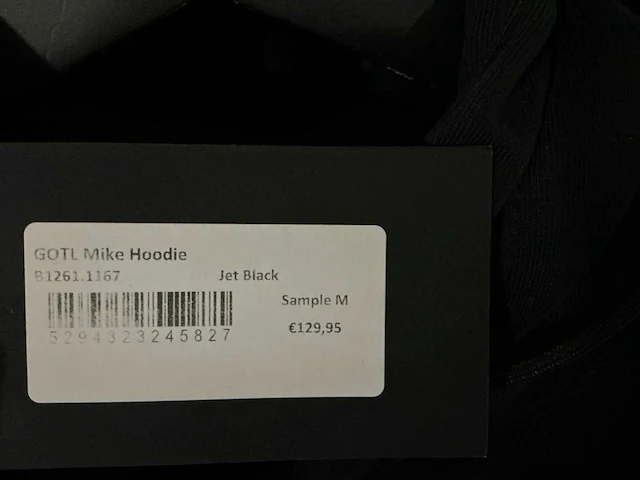 GOTL Mike Hoodie
B1261.1167 Jet Black
Sample M
€129,95
5294323245827